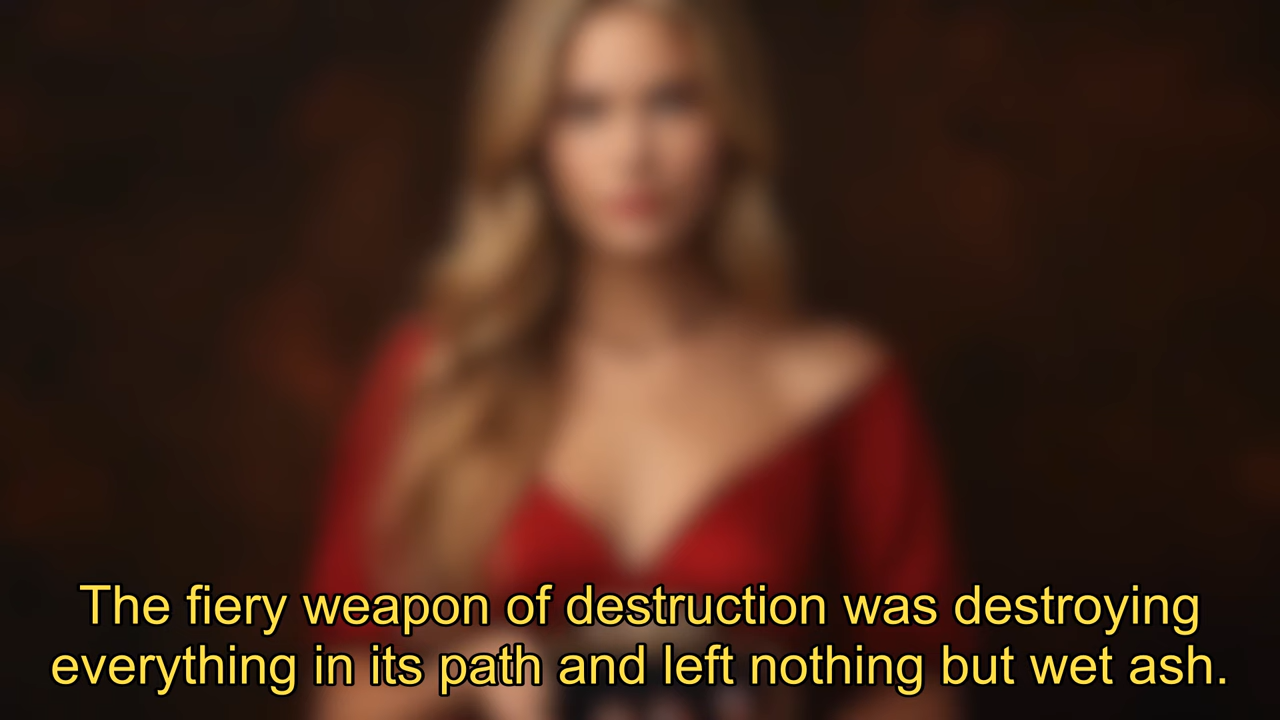 The fiery weapon of destruction was destroying
everything in its path and left nothing but wet ash.